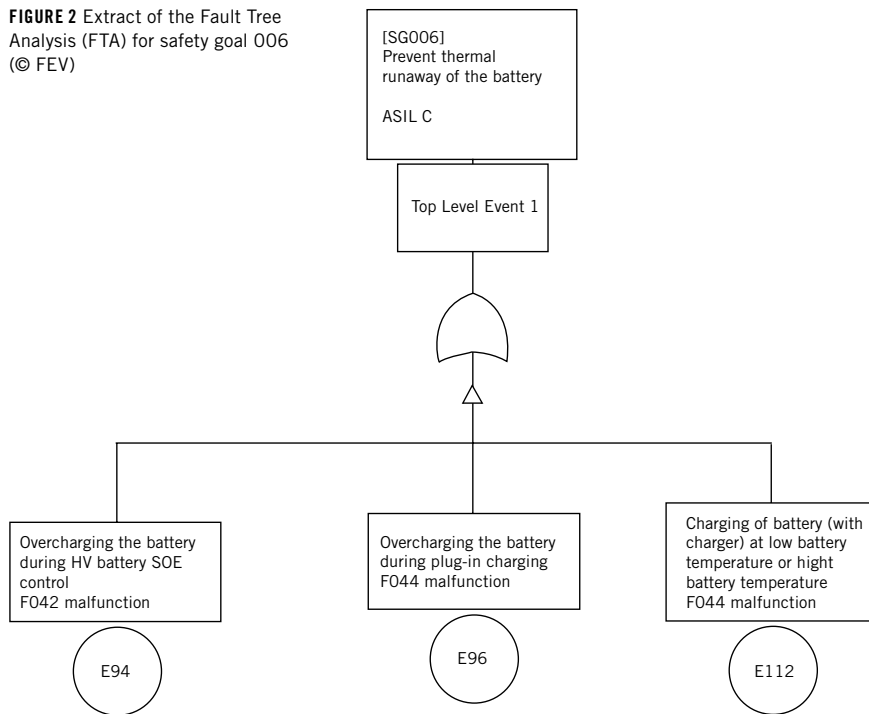 FIGURE 2 Extract of the Fault Tree
Analysis (FTA) for safety goal 006
(© FEV)
[SG006]
Prevent thermal
runaway of the battery
ASIL C
Top Level Event 1
Overcharging the battery
during HV battery SOE
control
F042 malfunction
E94
Overcharging the battery
during plug-in charging
F044 malfunction
E96
Charging of battery (with
charger) at low battery
temperature or hight
battery temperature
F044 malfunction
E112